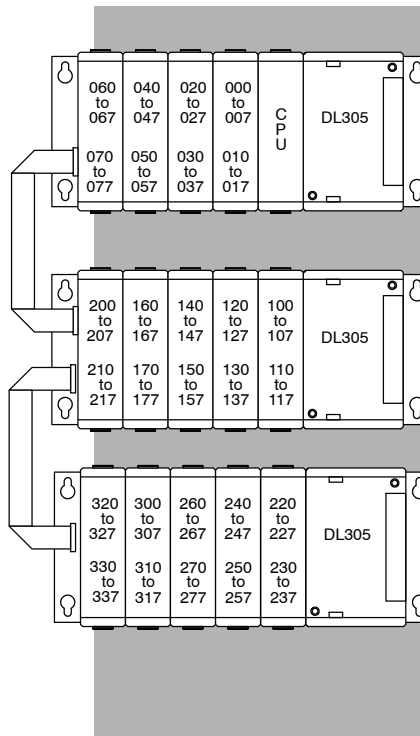 060 040 020 000
to to to to
067 047 027 007
CPU
DL305
070 050 030 010
to to to to
077 057 037 017
200 160 140 120 100
to to to to to
207 167 147 127 107
DL305
210 170 150 130 110
to to to to to
217 177 157 137 117
320 300 260 240 220
to to to to to
327 307 267 247 227
DL305
330 310 270 250 230
to to to to to
337 317 277 257 237